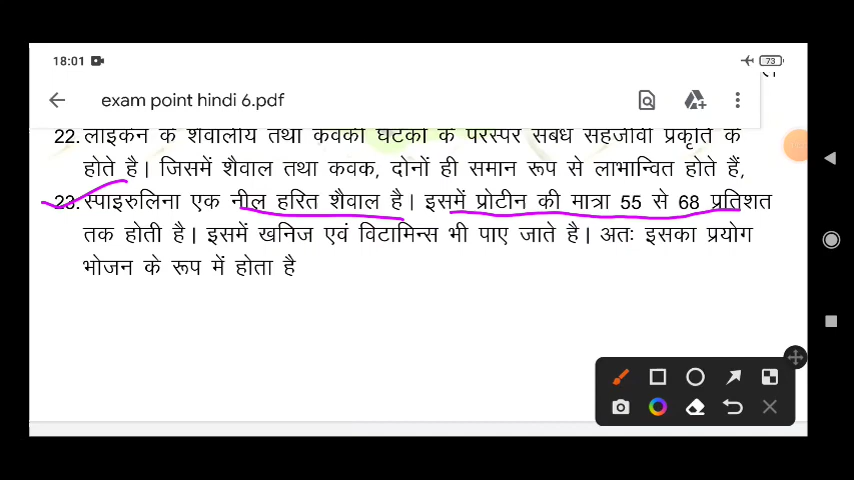 18:01
73
exam point hindi 6.pdf
22. लाइकेन के शैवालीय तथा कवकी घटकों के परस्पर संबंध सहजीवी प्रकृति के
होते है। जिसमें शैवाल तथा कवक, दोनों ही समान रूप से लाभान्वित होते हैं,
23. स्पाइरुलिना एक नील हरित शैवाल है। इसमें प्रोटीन की मात्रा 55 से 68 प्रतिशत
तक होती है। इसमें खनिज एवं विटामिन्स भी पाए जाते है। अतः इसका प्रयोग
भोजन के रूप में होता है